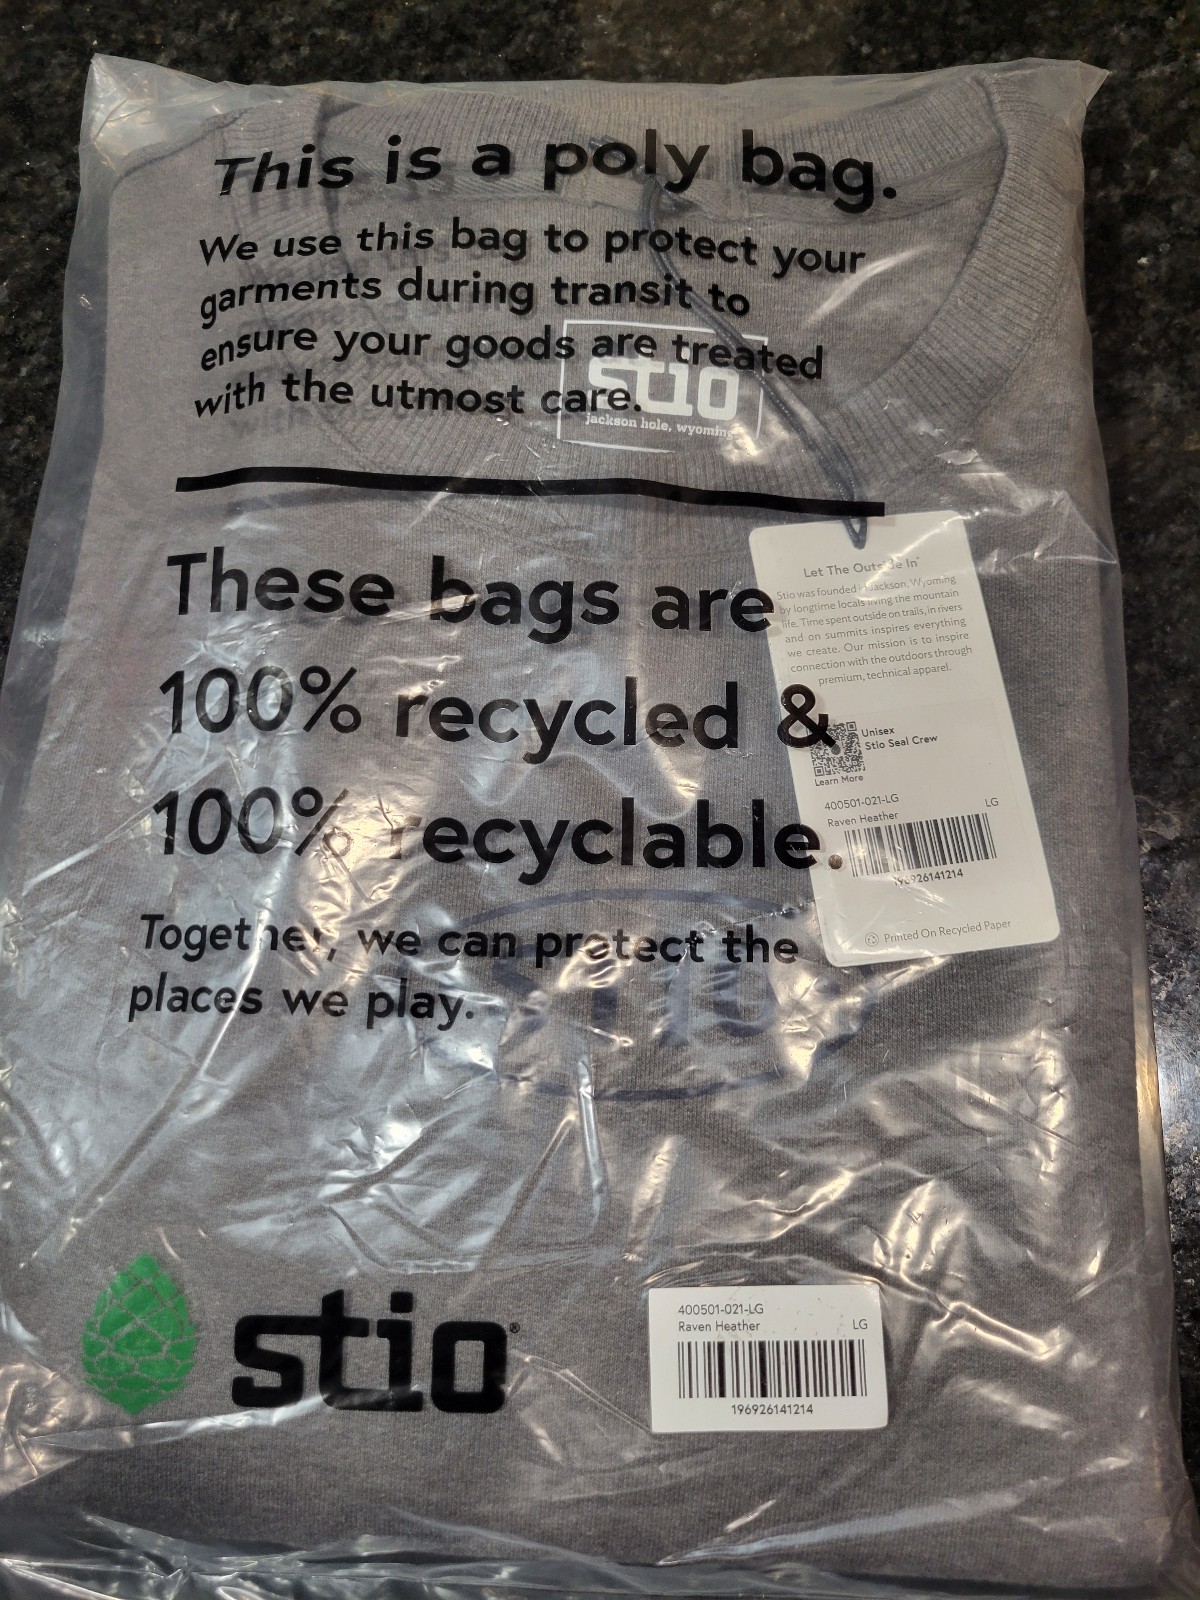 This is a poly bag.
We use this bag to protect your
garments during transit to
ensure your goods are treated
with the utmost care.
stio
jackson hole, wyoming
These bags are
100% recycled &
100% recyclable.
Together, we can protect the
places we play.
Let The Outside In
Stio was founded in Jackson, Wyoming
by longtime locals living the mountain
life. Time spent outside on trails, in rivers
and on summits inspires everything
we create. Our mission is to inspire
connection with the outdoors through
premium, technical apparel.
Unisex
Stio Seal Crew
Learn More
400501-021-LG LG
Raven Heather
196926141214
Printed On Recycled Paper
stio
stio®
400501-021-LG
Raven Heather LG
196926141214